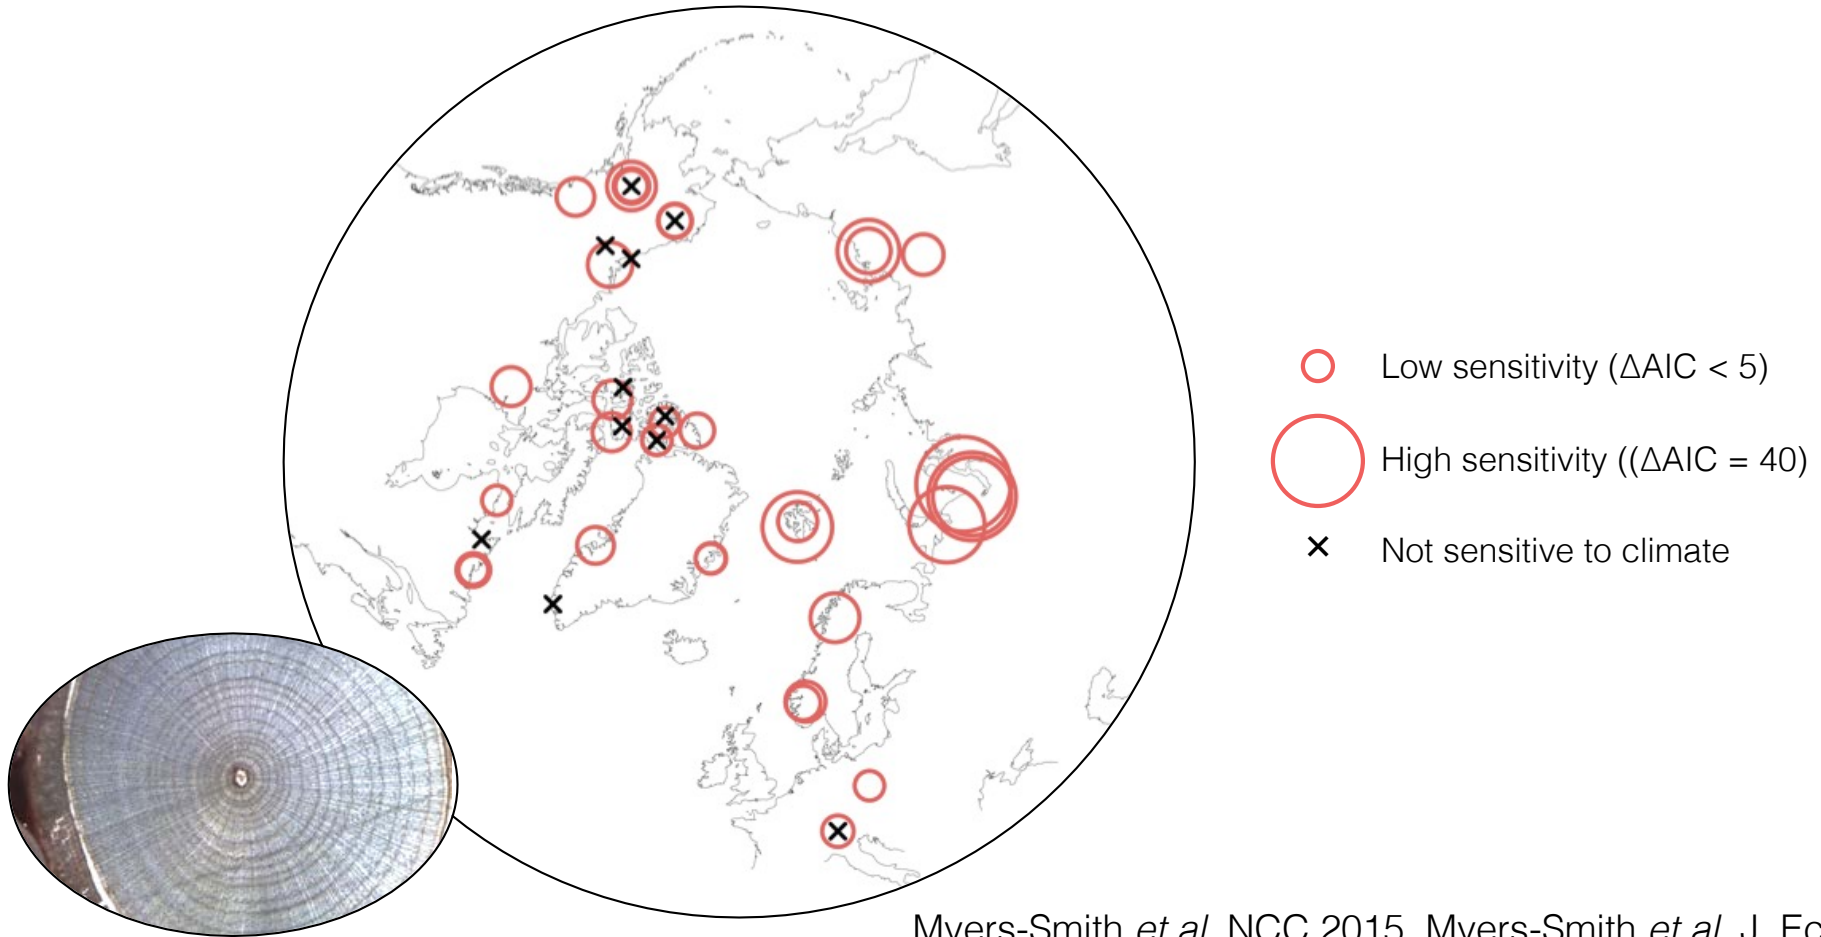 Low sensitivity (ΔAIC < 5)
High sensitivity ((ΔAIC = 40)
Not sensitive to climate
Myers-Smith et al. NCC 2015, Myers-Smith et al. J.